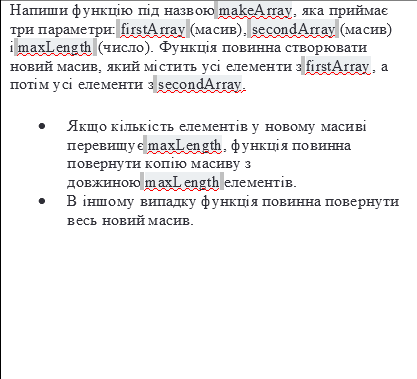 Напиши функцію під назвою makeArray, яка приймає
три параметри: firstArray (масив), secondArray (масив)
і maxLength (число). Функція повинна створювати
новий масив, який містить усі елементи з firstArray, а
потім усі елементи з secondArray.
• Якщо кількість елементів у новому масиві
перевищує maxLength, функція повинна
повернути копію масиву з
довжиною maxLength елементів.
• В іншому випадку функція повинна повернути
весь новий масив.